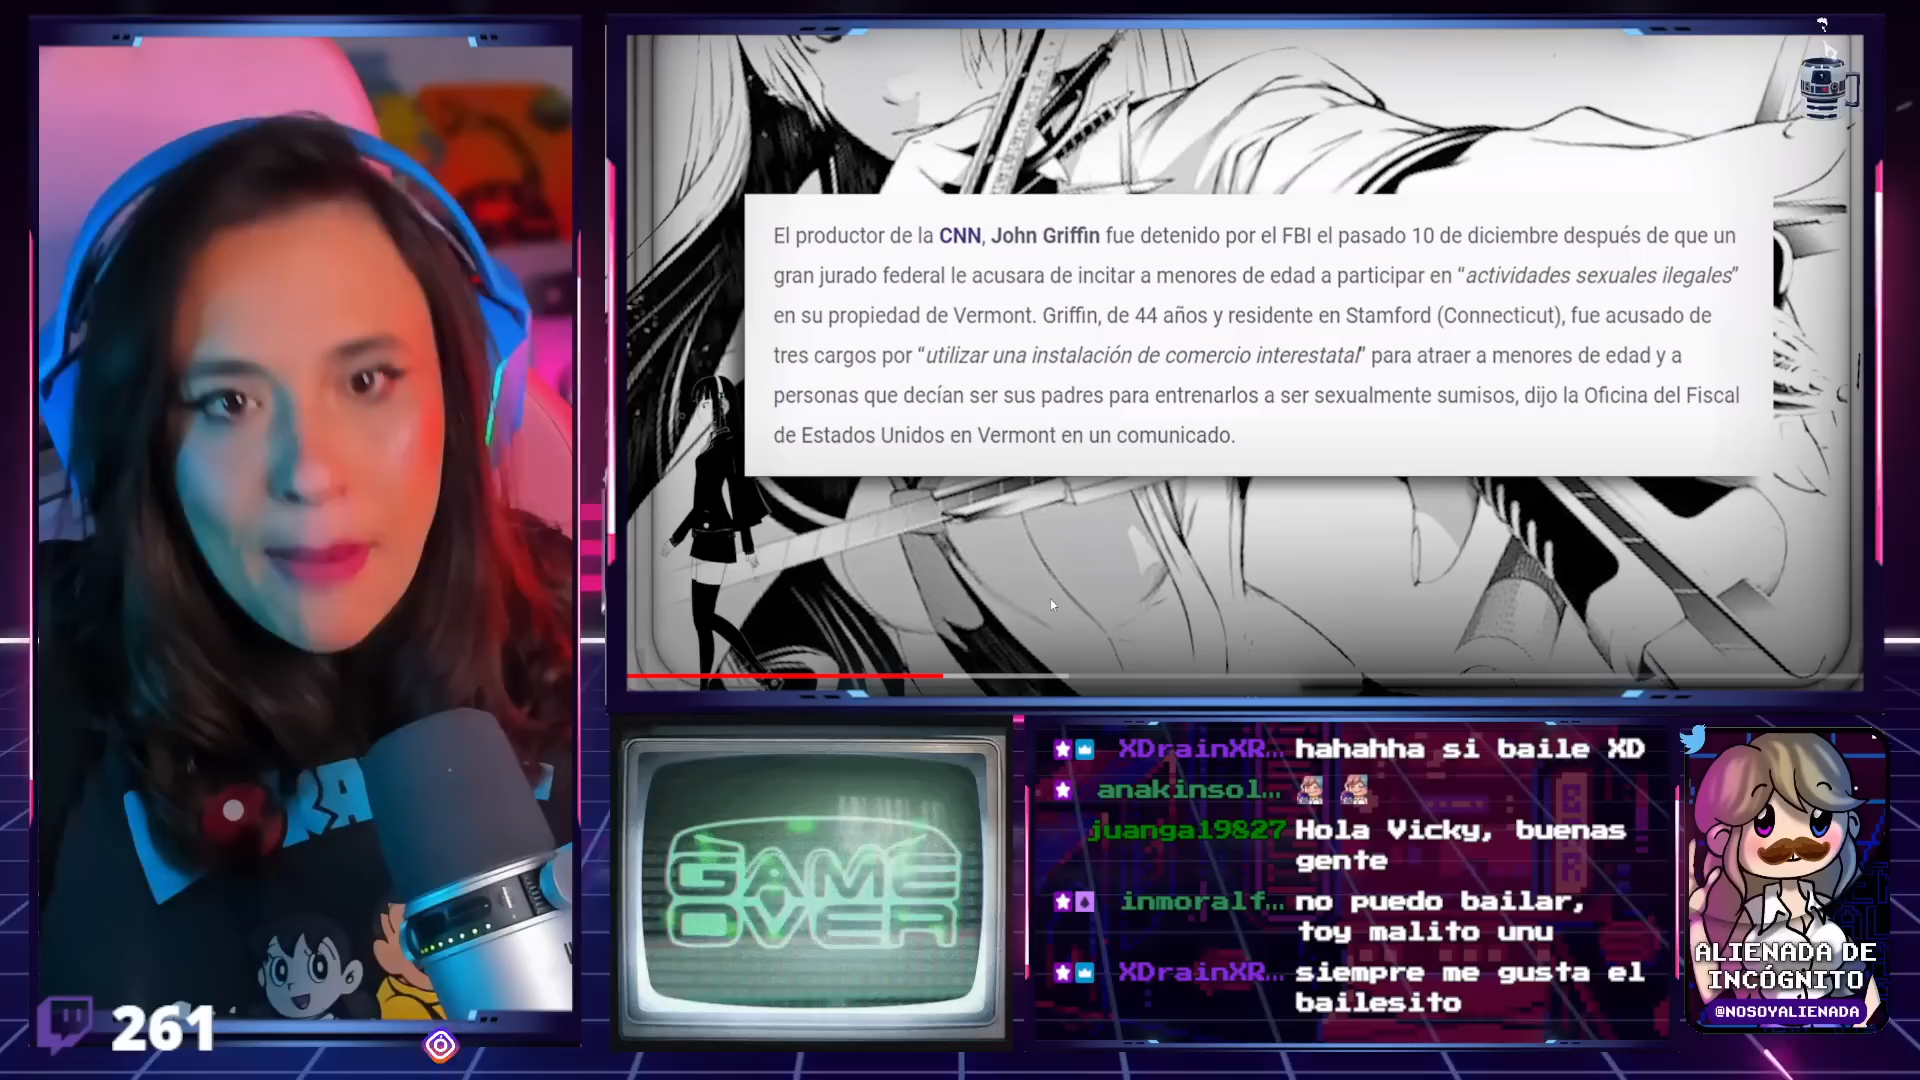 El productor de la CNN, John Griffin fue detenido por el FBI el pasado 10 de diciembre después de que un
gran jurado federal le acusara de incitar a menores de edad a participar en “actividades sexuales ilegales”
en su propiedad de Vermont. Griffin, de 44 años y residente en Stamford (Connecticut), fue acusado de
tres cargos por “utilizar una instalación de comercio interestatal” para atraer a menores de edad y a
personas que decían ser sus padres para entrenarlos a ser sexualmente sumisos, dijo la Oficina del Fiscal
de Estados Unidos en Vermont en un comunicado.
261
GAME
OVER
XDrainXR... hahahha si baile XD
anakinsol...
juanga19827 Hola Vicky, buenas
gente
inmoralf... no puedo bailar,
toy malito unu
XDrainXR... siempre me gusta el
bailesito
ALIENADA DE
INCÓGNITO
@NOSOYALIENADA